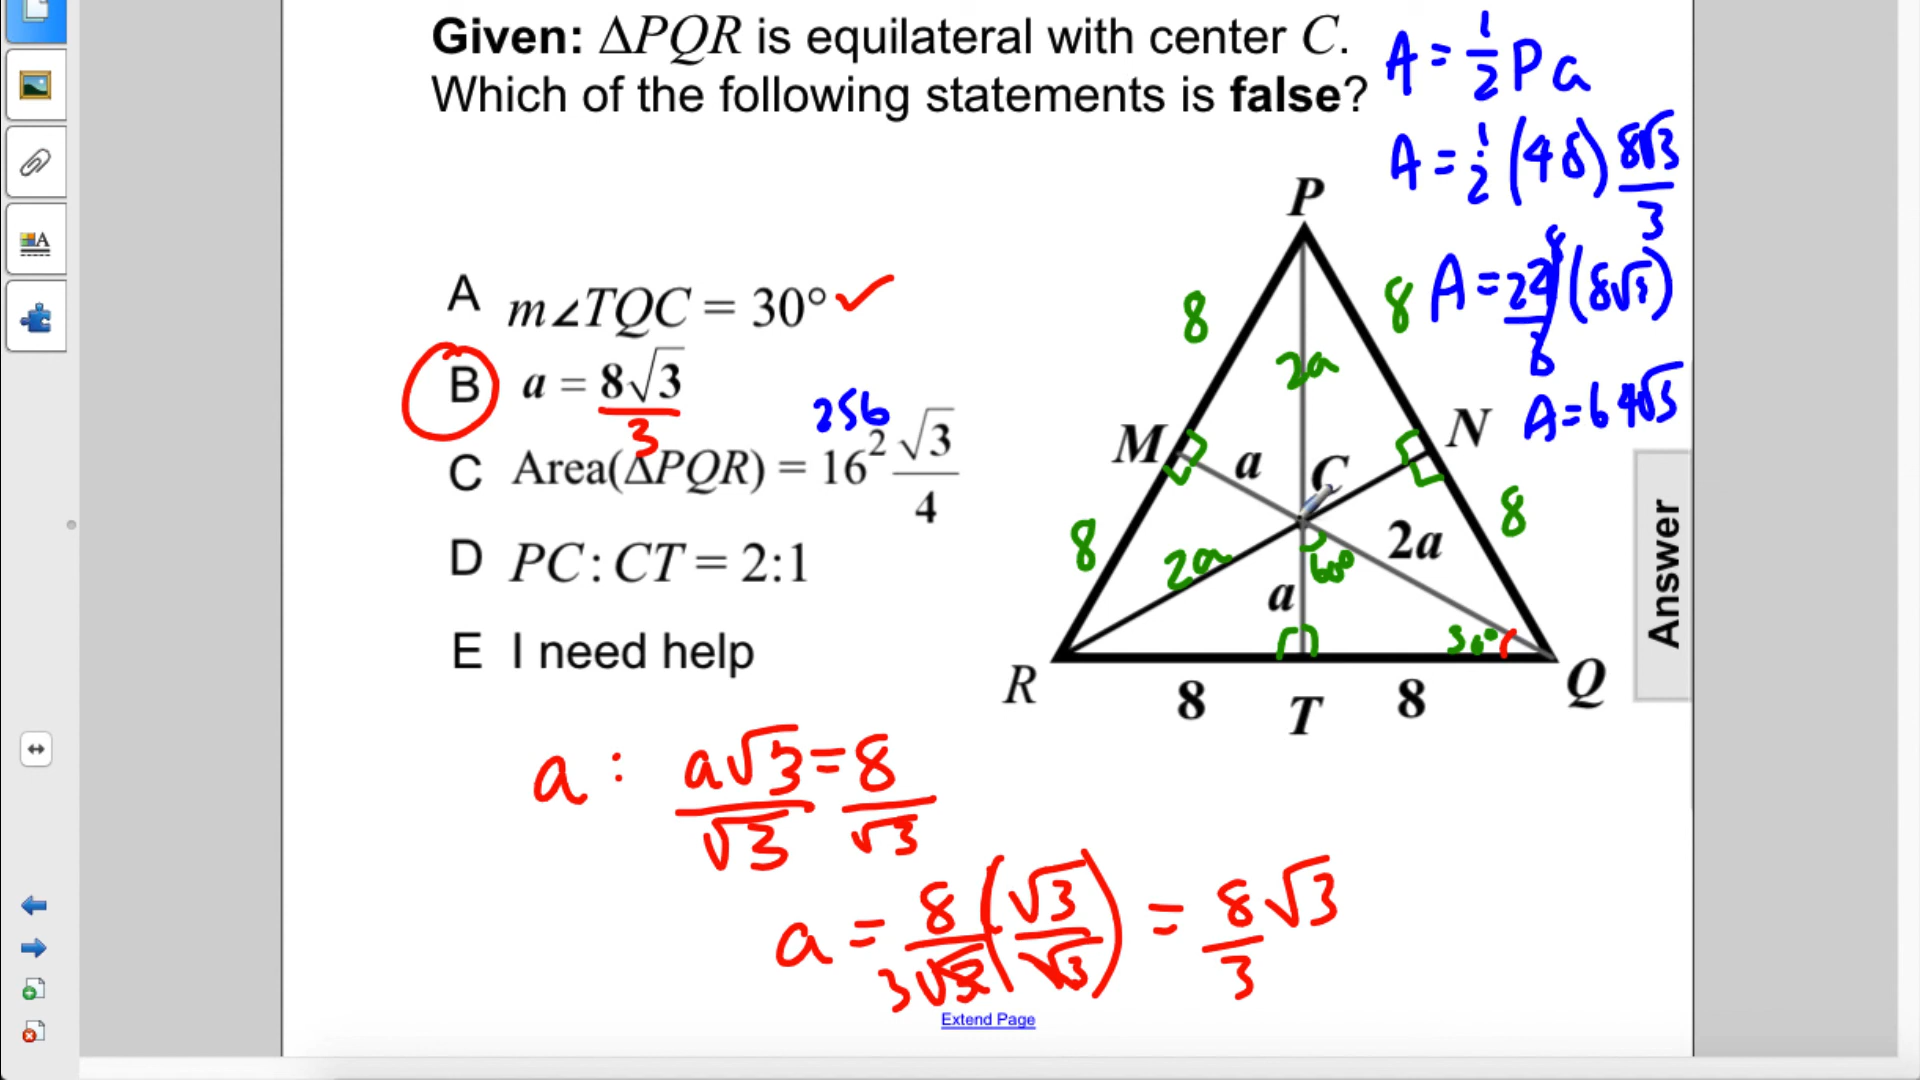 Given: ΔPQR is equilateral with center C.
Which of the following statements is false?
A m∠TQC = 30° ✓
B a = 8√3
3
256
C Area(ΔPQR) = 16² √3/4
D PC : CT = 2:1
E I need help
A = 1/2 P a
A = 1/2 (48) 8√3/3
A = 24/3 (8√3)
8
A = 64√3
P
8
8
2a
M
N
a
C
8
8
2a
2a
60°
a
30°
R
Q
8
T
8
Answer
a : a√3/√3 = 8/√3
a = 8/√3 (√3/√3) = 8/3 √3
3
Extend Page